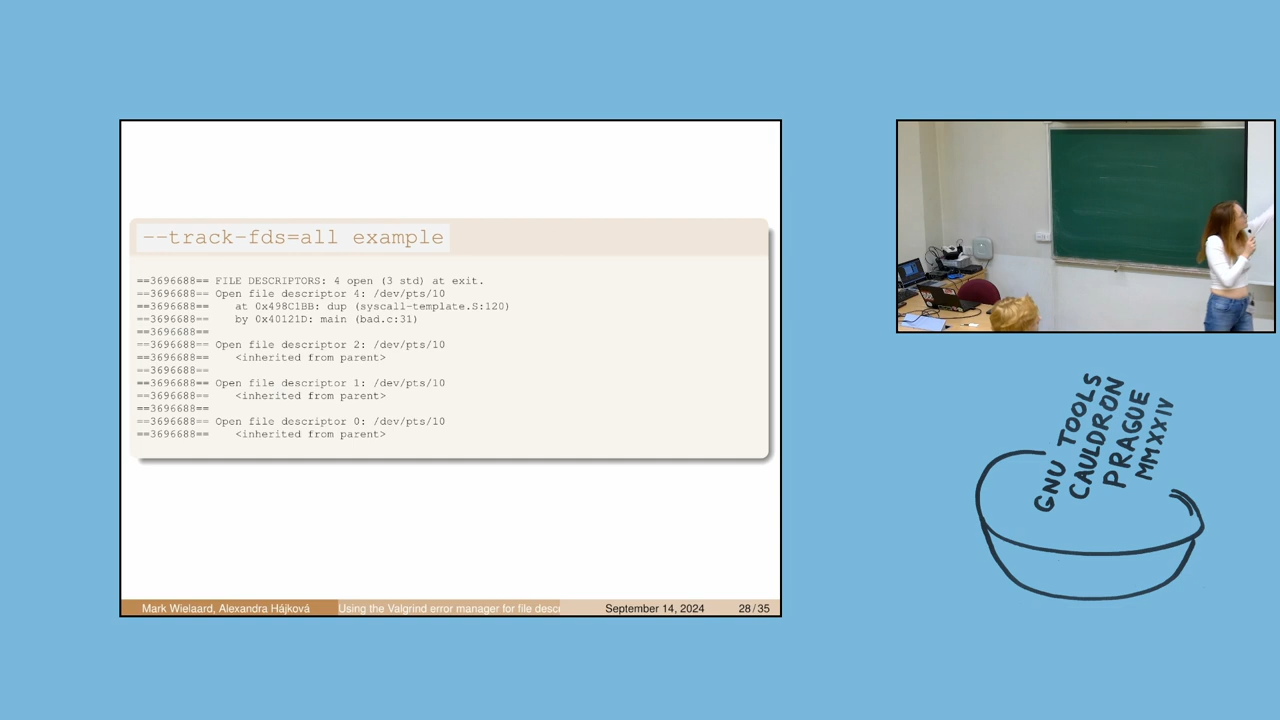 --track-fds=all example
==3696688== FILE DESCRIPTORS: 4 open (3 std) at exit.
==3696688== Open file descriptor 4: /dev/pts/10
==3696688==    at 0x498C1BB: dup (syscall-template.S:120)
==3696688==    by 0x40121D: main (bad.c:31)
==3696688==
==3696688== Open file descriptor 2: /dev/pts/10
==3696688==    <inherited from parent>
==3696688==
==3696688== Open file descriptor 1: /dev/pts/10
==3696688==    <inherited from parent>
==3696688==
==3696688== Open file descriptor 0: /dev/pts/10
==3696688==    <inherited from parent>
Mark Wielaard, Alexandra Hájková
Using the Valgrind error manager for file descr
September 14, 2024
28 / 35
GNU TOOLS
CAULDRON
PRAGUE
MMXXIV